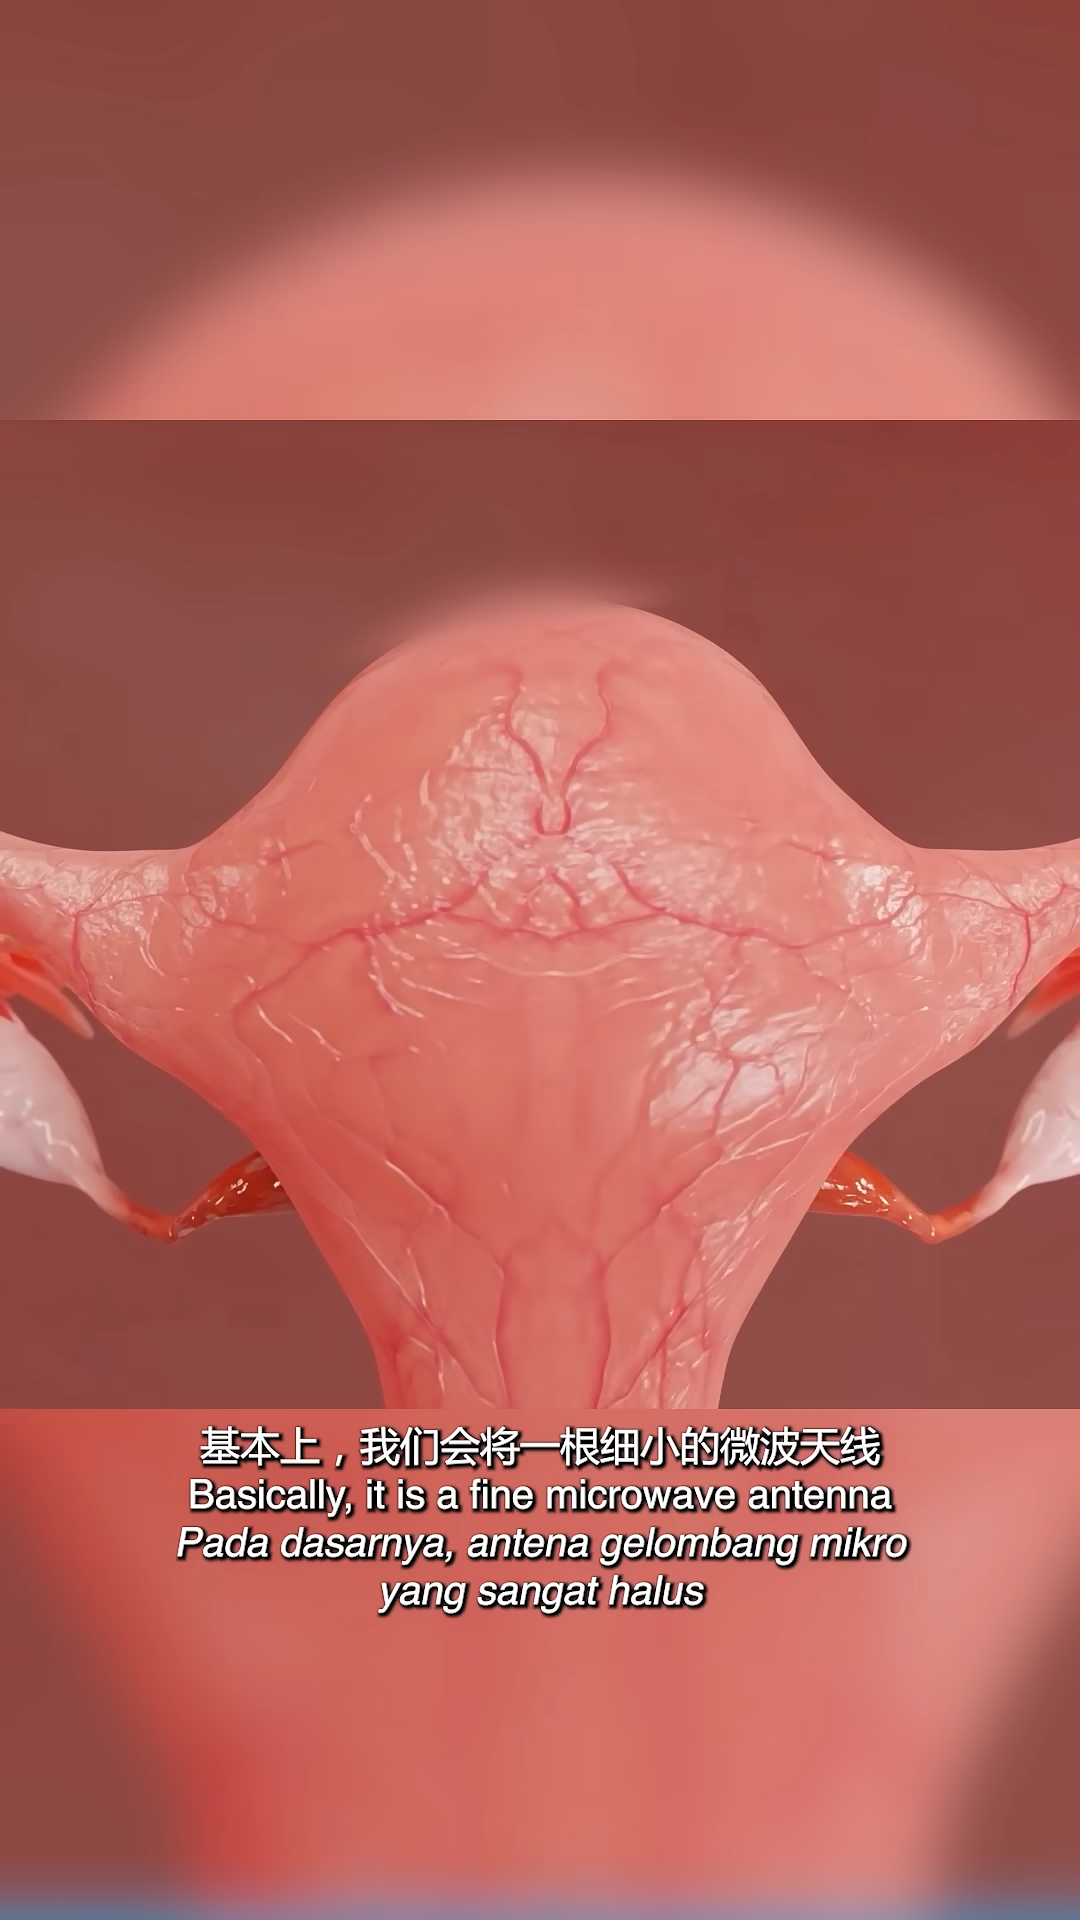 基本上，我们会将一根细小的微波天线
Basically, it is a fine microwave antenna
Pada dasarnya, antena gelombang mikro
yang sangat halus